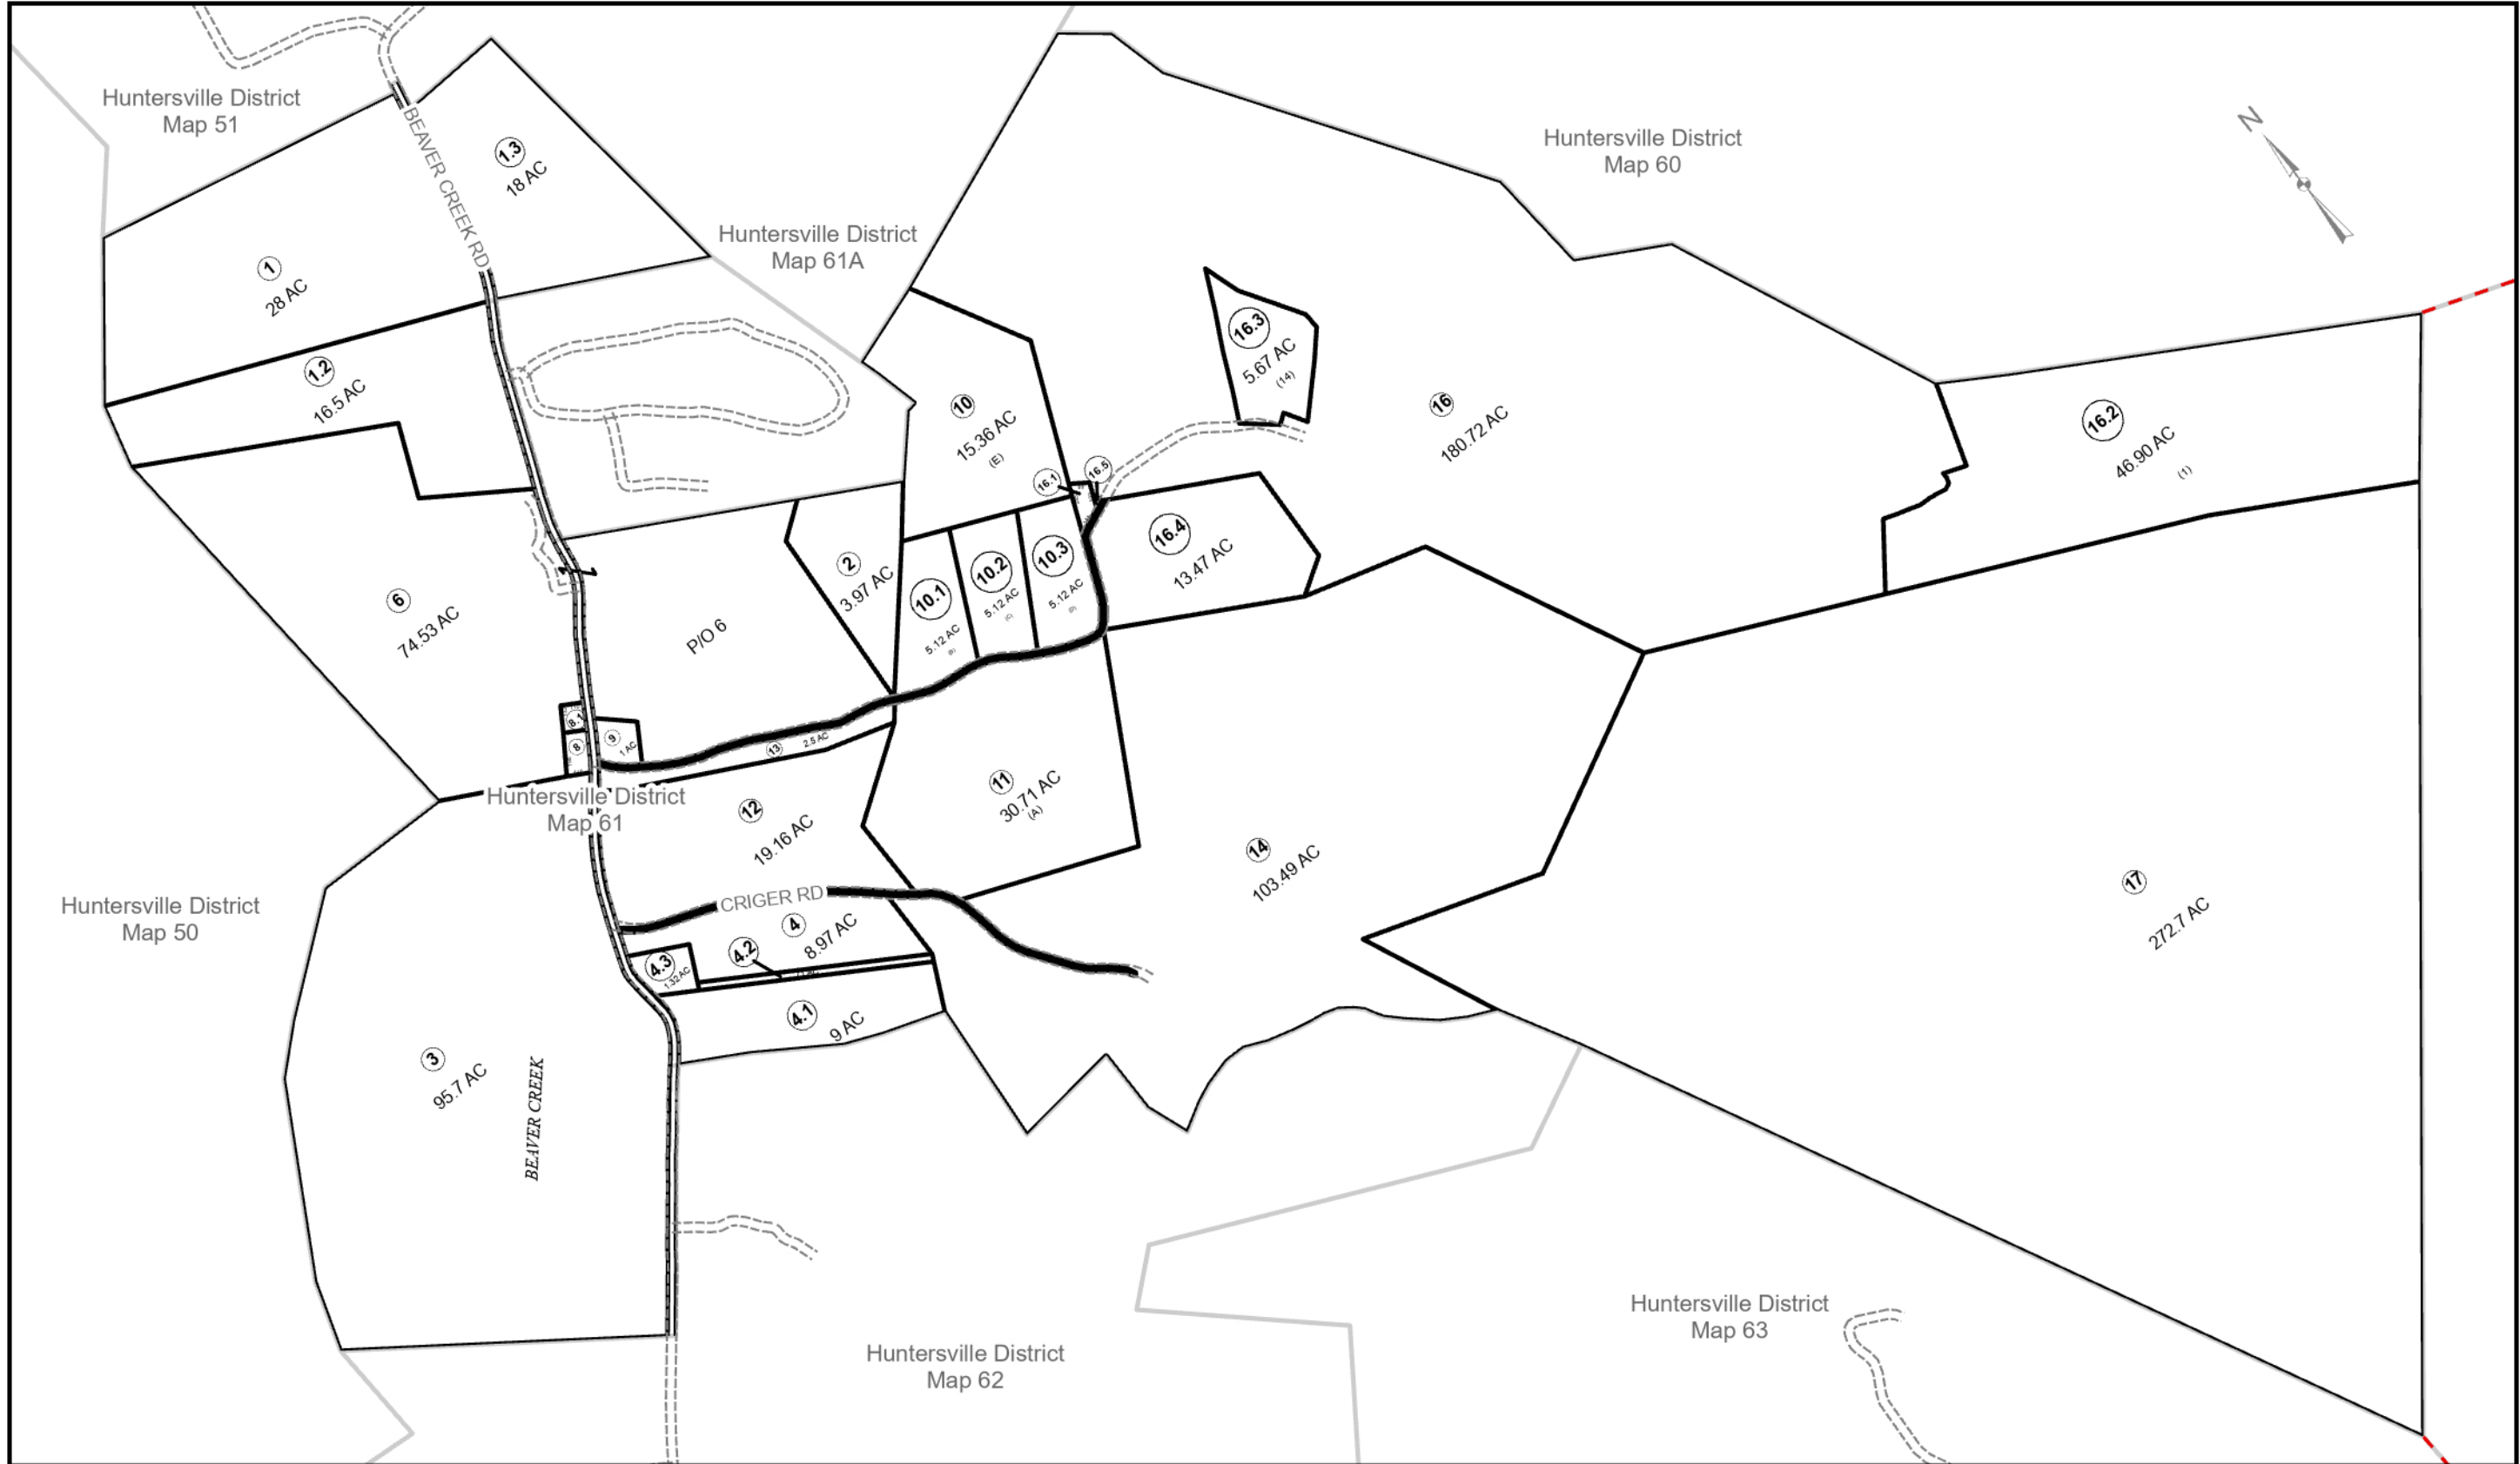 Huntersville District
Map 51
BEAVER CREEK RD
1.3
18 AC
Huntersville District
Map 60
N
Huntersville District
Map 61A
1
28 AC
16.3
5.67 AC
(14)
1.2
16.5 AC
10
15.36 AC
(E)
16
180.72 AC
16.2
46.90 AC
(1)
16.1
16.5
16.4
13.47 AC
2
3.97 AC
10.1
5.12 AC
(B)
10.2
5.12 AC
(C)
10.3
5.12 AC
(D)
6
74.53 AC
P/O 6
8.1
8
9
1 AC
13
2.5 AC
Huntersville District
Map 61
12
19.16 AC
11
30.71 AC
(A)
14
103.49 AC
17
272.7 AC
Huntersville District
Map 50
CRIGER RD
4
8.97 AC
4.2
4.3
1.32 AC
4.1
9 AC
3
95.7 AC
BEAVER CREEK
Huntersville District
Map 63
Huntersville District
Map 62